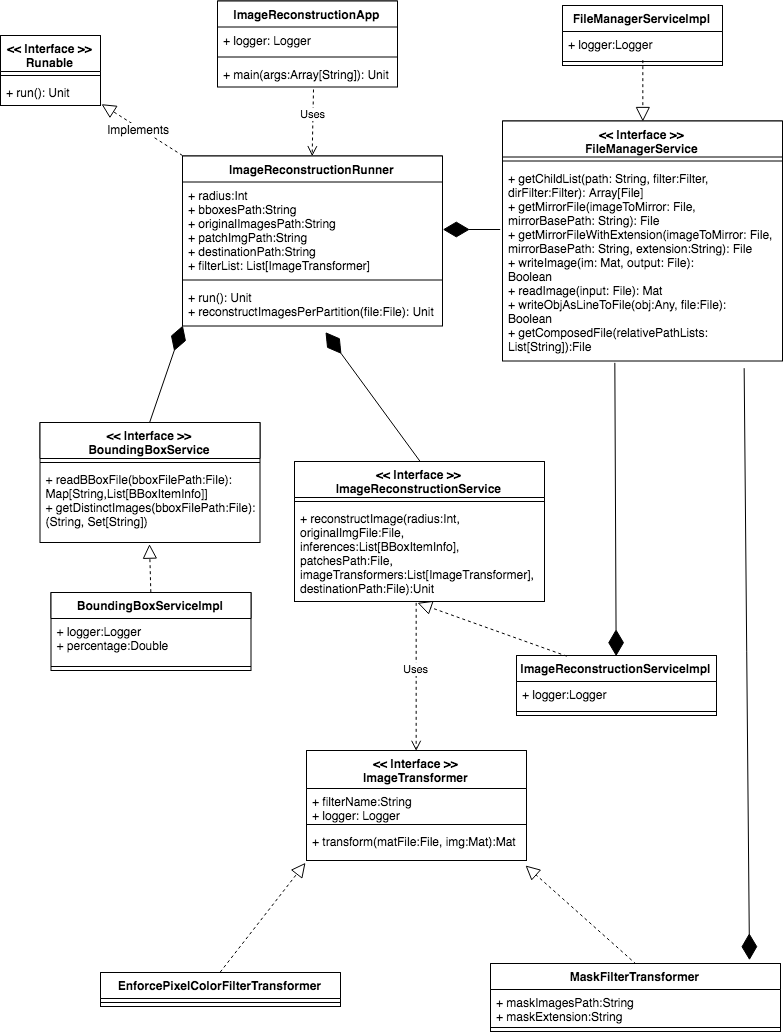 ImageReconstructionApp
+ logger: Logger
+ main(args:Array[String]): Unit
FileManagerServiceImpl
+ logger:Logger
<< Interface >>
Runable
+ run(): Unit
Implements
Uses
<< Interface >>
FileManagerService
+ getChildList(path: String, filter:Filter,
dirFilter:Filter): Array[File]
+ getMirrorFile(imageToMirror: File,
mirrorBasePath: String): File
+ getMirrorFileWithExtension(imageToMirror: File,
mirrorBasePath: String, extension:String): File
+ writeImage(im: Mat, output: File):
Boolean
+ readImage(input: File): Mat
+ writeObjAsLineToFile(obj:Any, file:File):
Boolean
+ getComposedFile(relativePathLists:
List[String]):File
ImageReconstructionRunner
+ radius:Int
+ bboxesPath:String
+ originalImagesPath:String
+ patchImgPath:String
+ destinationPath:String
+ filterList: List[ImageTransformer]
+ run(): Unit
+ reconstructImagesPerPartition(file:File): Unit
<< Interface >>
BoundingBoxService
+ readBBoxFile(bboxFilePath:File):
Map[String,List[BBoxItemInfo]]
+ getDistinctImages(bboxFilePath:File):
(String, Set[String])
<< Interface >>
ImageReconstructionService
+ reconstructImage(radius:Int,
originalImgFile:File,
inferences:List[BBoxItemInfo],
patchesPath:File,
imageTransformers:List[ImageTransformer],
destinationPath:File):Unit
BoundingBoxServiceImpl
+ logger:Logger
+ percentage:Double
Uses
ImageReconstructionServiceImpl
+ logger:Logger
<< Interface >>
ImageTransformer
+ filterName:String
+ logger: Logger
+ transform(matFile:File, img:Mat):Mat
EnforcePixelColorFilterTransformer
MaskFilterTransformer
+ maskImagesPath:String
+ maskExtension:String